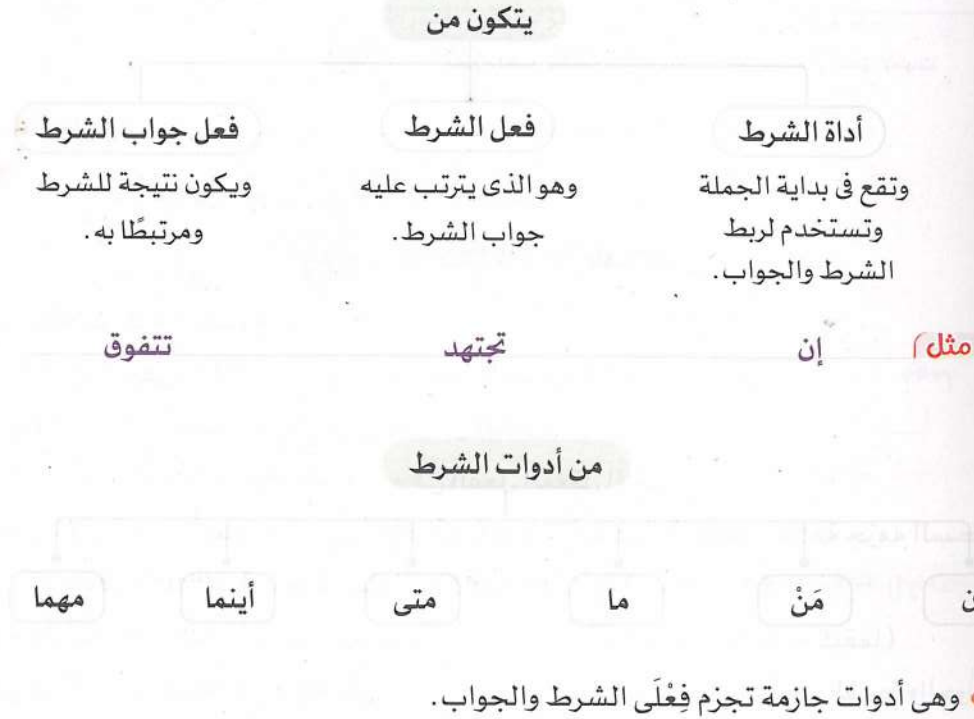 يتكون من
أداة الشرط
وتقع فى بداية الجملة
وتستخدم لربط
الشرط والجواب.
فعل الشرط
وهو الذى يترتب عليه
جواب الشرط.
فعل جواب الشرط
ويكون نتيجة للشرط
ومرتبطًا به.
مثل إن تجتهد تتفوق
من أدوات الشرط
مَنْ ما متى أينما مهما
وهى أدوات جازمة تجزم فِعْلَى الشرط والجواب.